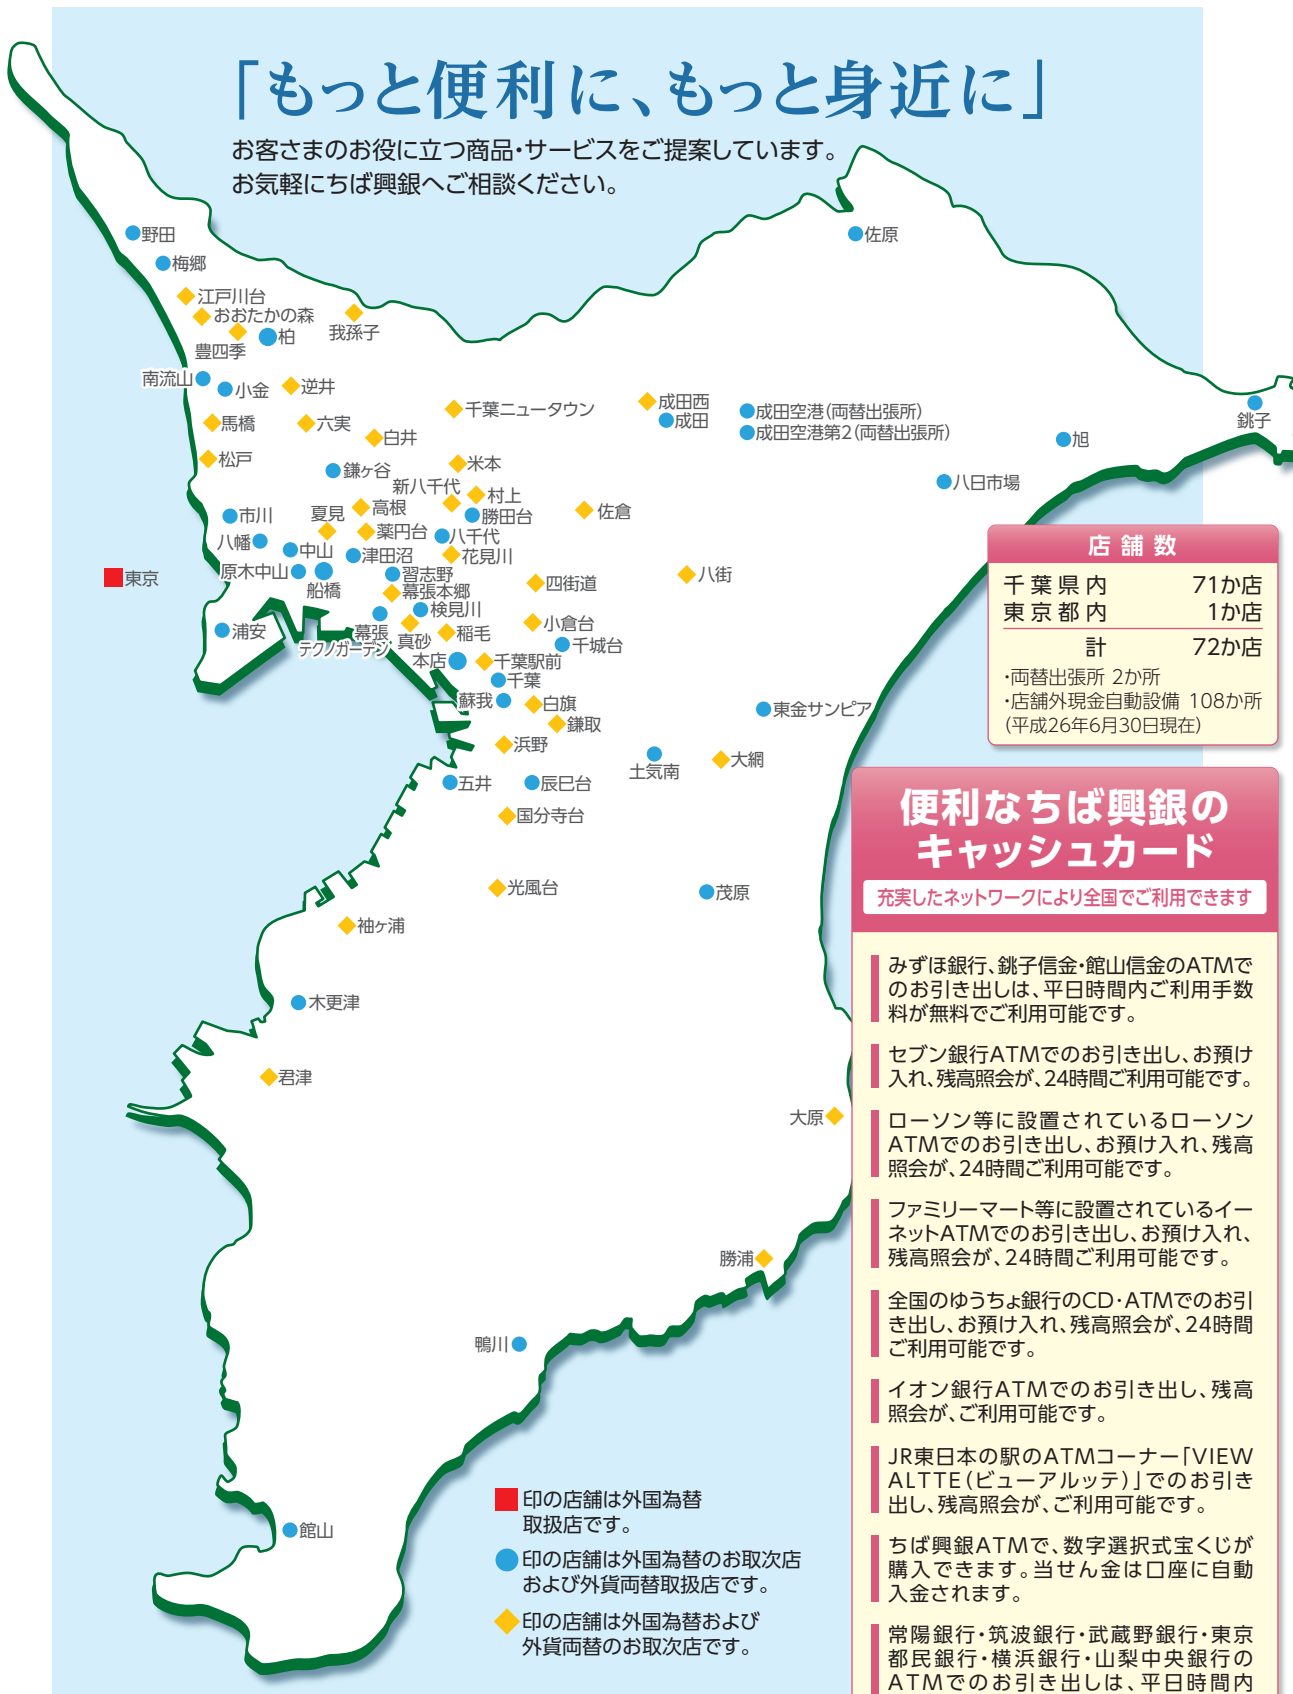 「もっと便利に、もっと身近に」
お客さまのお役に立つ商品・サービスをご提案しています。
お気軽にちば興銀へご相談ください。
野田
佐原
梅郷
江戸川台
おおたかの森
我孫子
豊四季
柏
南流山
小金
逆井
千葉ニュータウン
成田西
成田
成田空港(両替出張所)
成田空港第2(両替出張所)
銚子
旭
八日市場
馬橋
六実
白井
松戸
鎌ヶ谷
米本
新八千代
村上
高根
勝田台
佐倉
市川
夏見
薬円台
八千代
八幡
中山
津田沼
花見川
東京
原木中山
船橋
習志野
四街道
八街
幕張本郷
検見川
浦安
幕張
テクノガーデン
真砂
稲毛
小倉台
千城台
本店
千葉駅前
千葉
蘇我
白旗
鎌取
東金サンピア
浜野
土気南
大網
五井
辰巳台
国分寺台
光風台
茂原
袖ヶ浦
木更津
君津
大原
勝浦
鴨川
館山
印の店舗は外国為替
取扱店です。
印の店舗は外国為替のお取次店
および外貨両替取扱店です。
印の店舗は外国為替および
外貨両替のお取次店です。
店舗数
千葉県内 71か店
東京都内 1か店
計 72か店
・両替出張所 2か所
・店舗外現金自動設備 108か所
(平成26年6月30日現在)
便利なちば興銀の
キャッシュカード
充実したネットワークにより全国でご利用できます
みずほ銀行、銚子信金・館山信金のATMで
のお引き出しは、平日時間内ご利用手数
料が無料でご利用可能です。
セブン銀行ATMでのお引き出し、お預け
入れ、残高照会が、24時間ご利用可能です。
ローソン等に設置されているローソン
ATMでのお引き出し、お預け入れ、残高
照会が、24時間ご利用可能です。
ファミリーマート等に設置されているイー
ネットATMでのお引き出し、お預け入れ、
残高照会が、24時間ご利用可能です。
全国のゆうちょ銀行のCD・ATMでのお引
き出し、お預け入れ、残高照会が、24時間
ご利用可能です。
イオン銀行ATMでのお引き出し、残高
照会が、ご利用可能です。
JR東日本の駅のATMコーナー「VIEW
ALTTE(ビューアルッテ)」でのお引き
出し、残高照会が、ご利用可能です。
ちば興銀ATMで、数字選択式宝くじが
購入できます。当せん金は口座に自動
入金されます。
常陽銀行・筑波銀行・武蔵野銀行・東京
都民銀行・横浜銀行・山梨中央銀行の
ATMでのお引き出しは、平日時間内